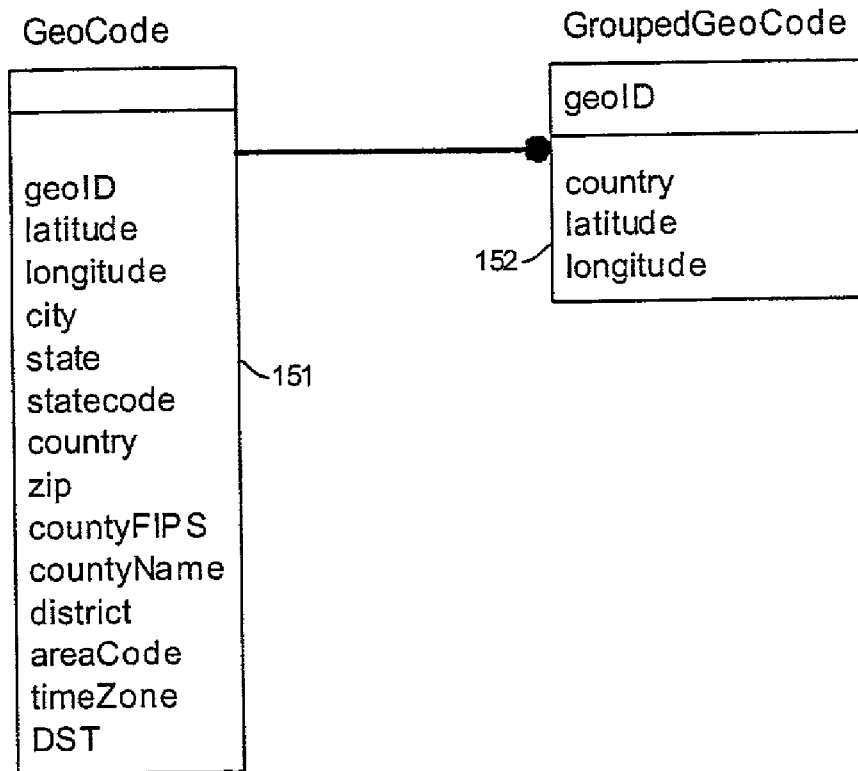 GeoCode
geoID
latitude
longitude
city
state
statecode
country
zip
countyFIPS
countyName
district
areaCode
timeZone
DST
151
GroupedGeoCode
geoID
country
latitude
longitude
152